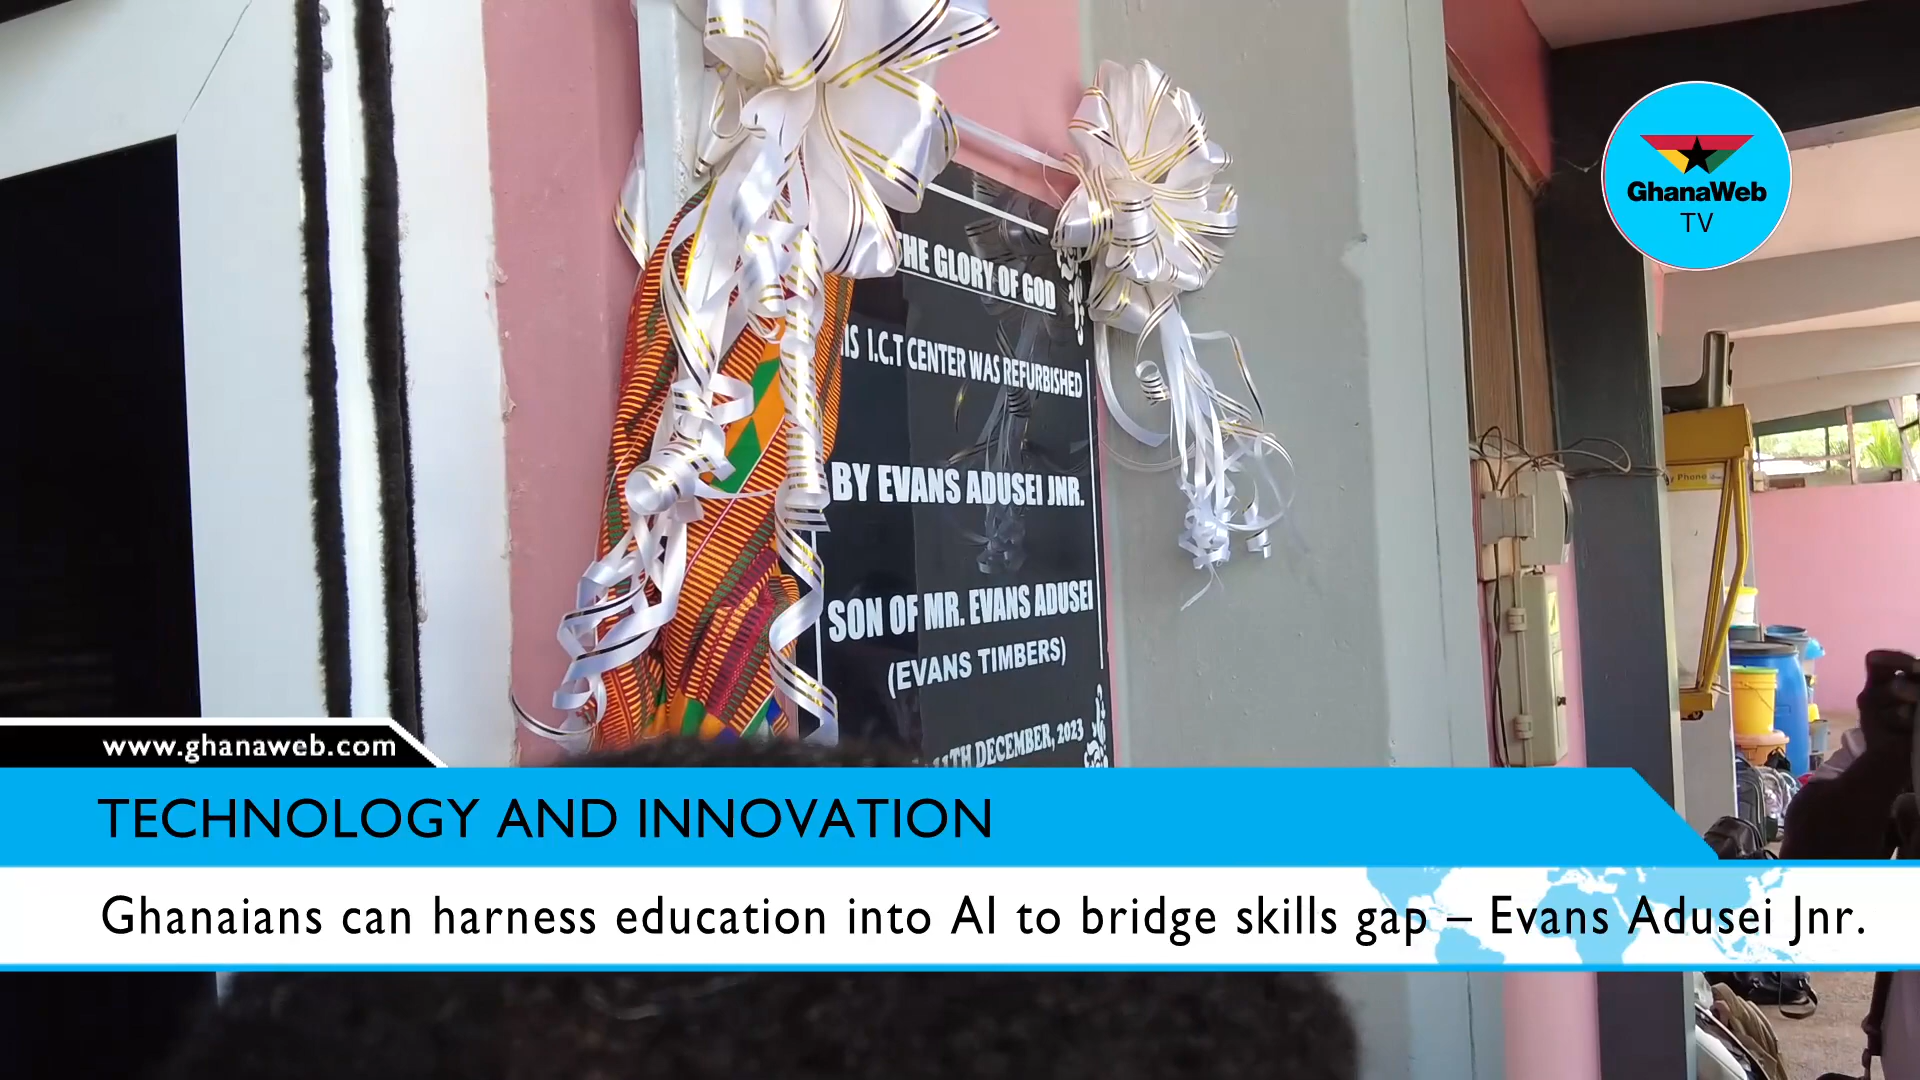 GhanaWeb
TV
THE GLORY OF GOD
I.C.T CENTER WAS REFURBISHED
BY EVANS ADUSEI JNR.
SON OF MR. EVANS ADUSEI
(EVANS TIMBERS)
11TH DECEMBER, 2023
Phone
www.ghanaweb.com
TECHNOLOGY AND INNOVATION
Ghanaians can harness education into AI to bridge skills gap – Evans Adusei Jnr.